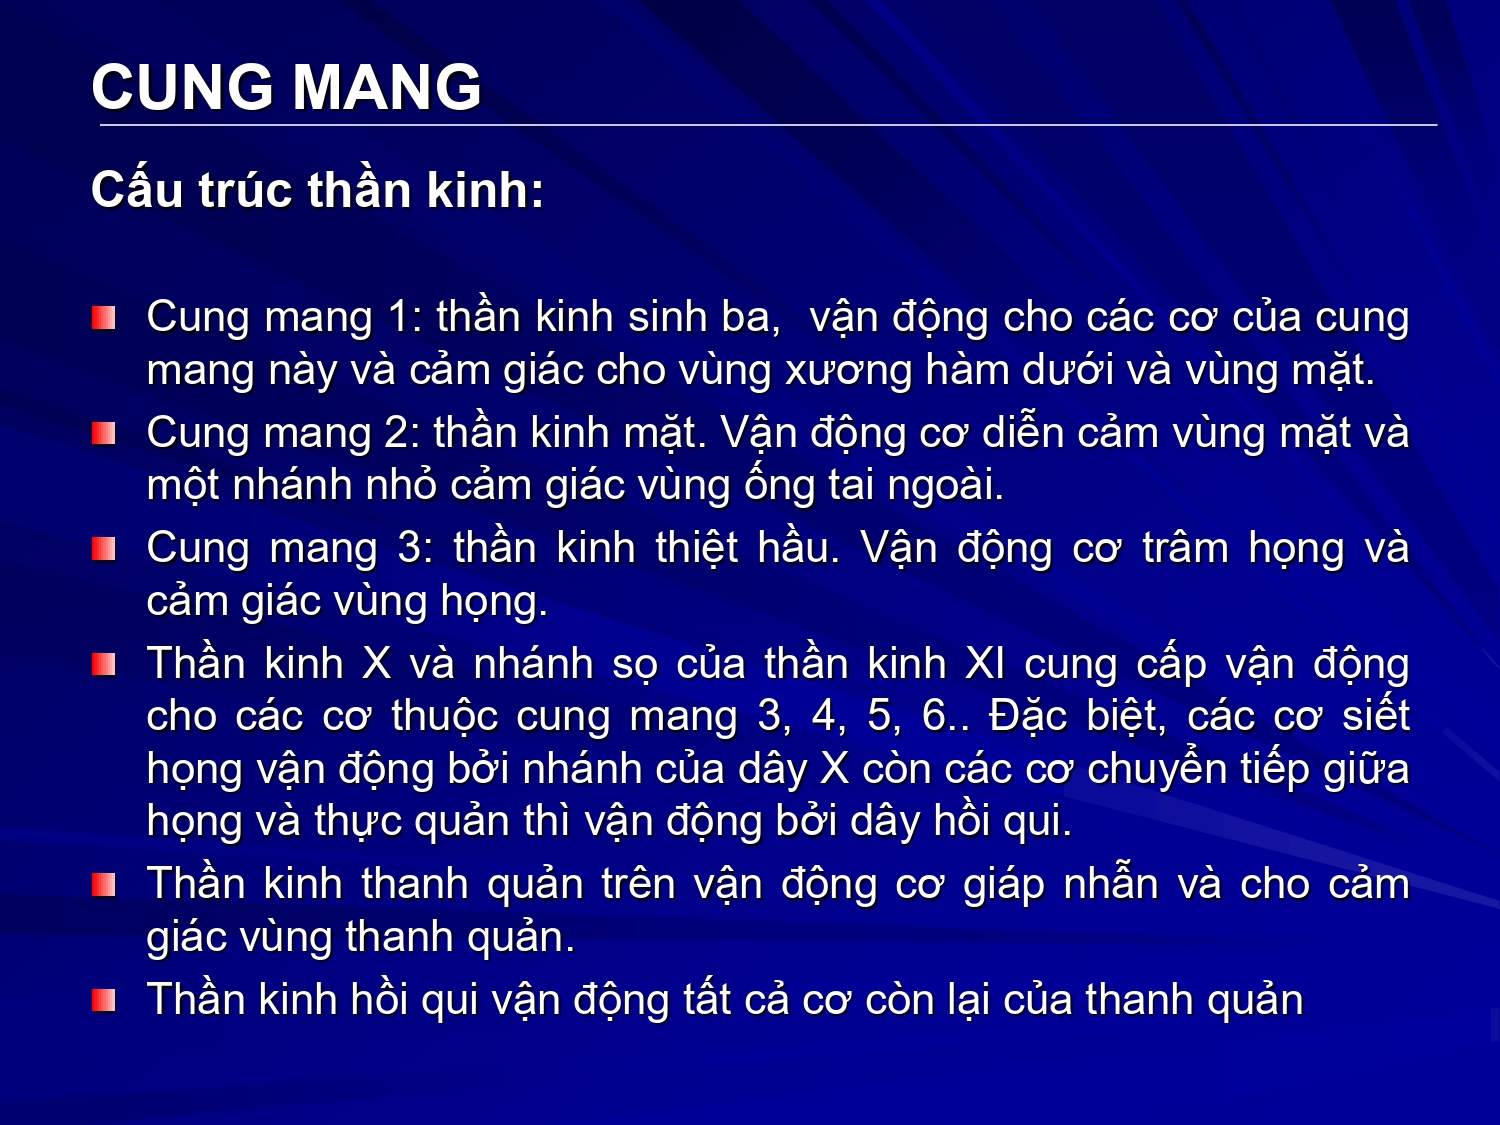 CUNG MANG
Cấu trúc thần kinh:
Cung mang 1: thần kinh sinh ba,  vận động cho các cơ của cung
mang này và cảm giác cho vùng xương hàm dưới và vùng mặt.
Cung mang 2: thần kinh mặt. Vận động cơ diễn cảm vùng mặt và
một nhánh nhỏ cảm giác vùng ống tai ngoài.
Cung mang 3: thần kinh thiệt hầu. Vận động cơ trâm họng và
cảm giác vùng họng.
Thần kinh X và nhánh sọ của thần kinh XI cung cấp vận động
cho các cơ thuộc cung mang 3, 4, 5, 6.. Đặc biệt, các cơ siết
họng vận động bởi nhánh của dây X còn các cơ chuyển tiếp giữa
họng và thực quản thì vận động bởi dây hồi qui.
Thần kinh thanh quản trên vận động cơ giáp nhẫn và cho cảm
giác vùng thanh quản.
Thần kinh hồi qui vận động tất cả cơ còn lại của thanh quản